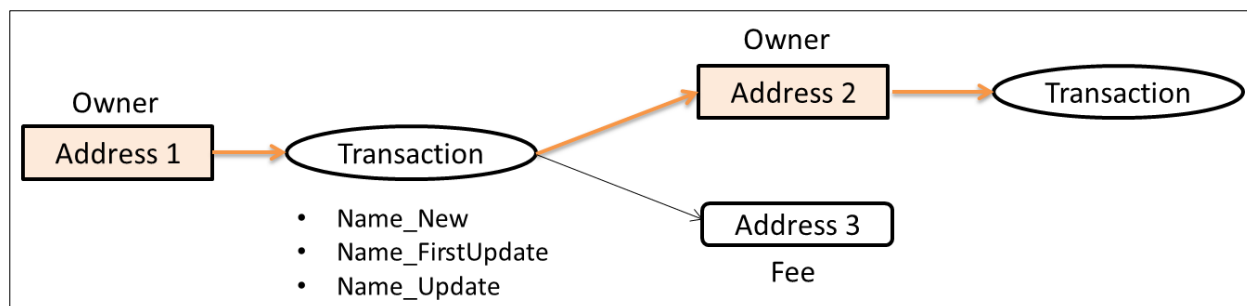 Owner
Address 1
Transaction
• Name_New
• Name_FirstUpdate
• Name_Update
Owner
Address 2
Transaction
Address 3
Fee